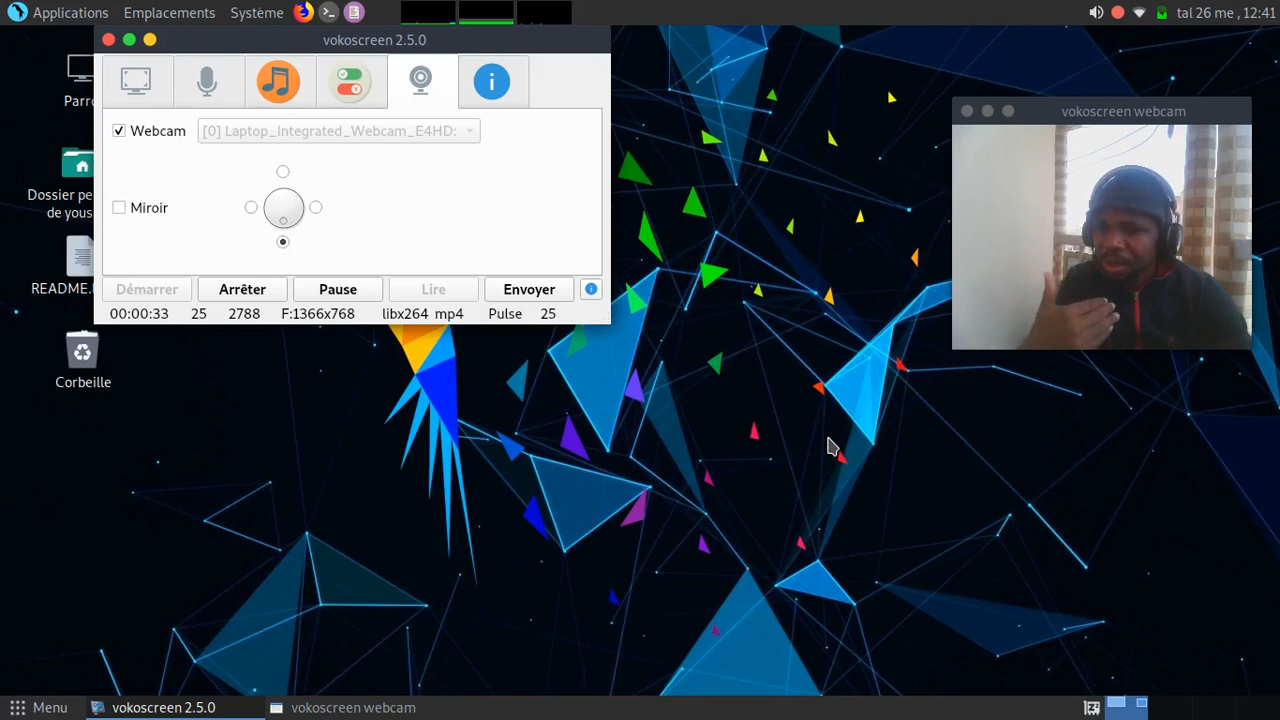 Applications Emplacements Système
tal 26 me , 12:41
vokoscreen 2.5.0
Webcam [0] Laptop_Integrated_Webcam_E4HD:
Miroir
Démarrer Arrêter Pause Lire Envoyer
00:00:33 25 2788 F:1366x768 libx264 mp4 Pulse 25
vokoscreen webcam
Parro
Dossier pe
de yous
README.
Corbeille
Menu vokoscreen 2.5.0 vokoscreen webcam